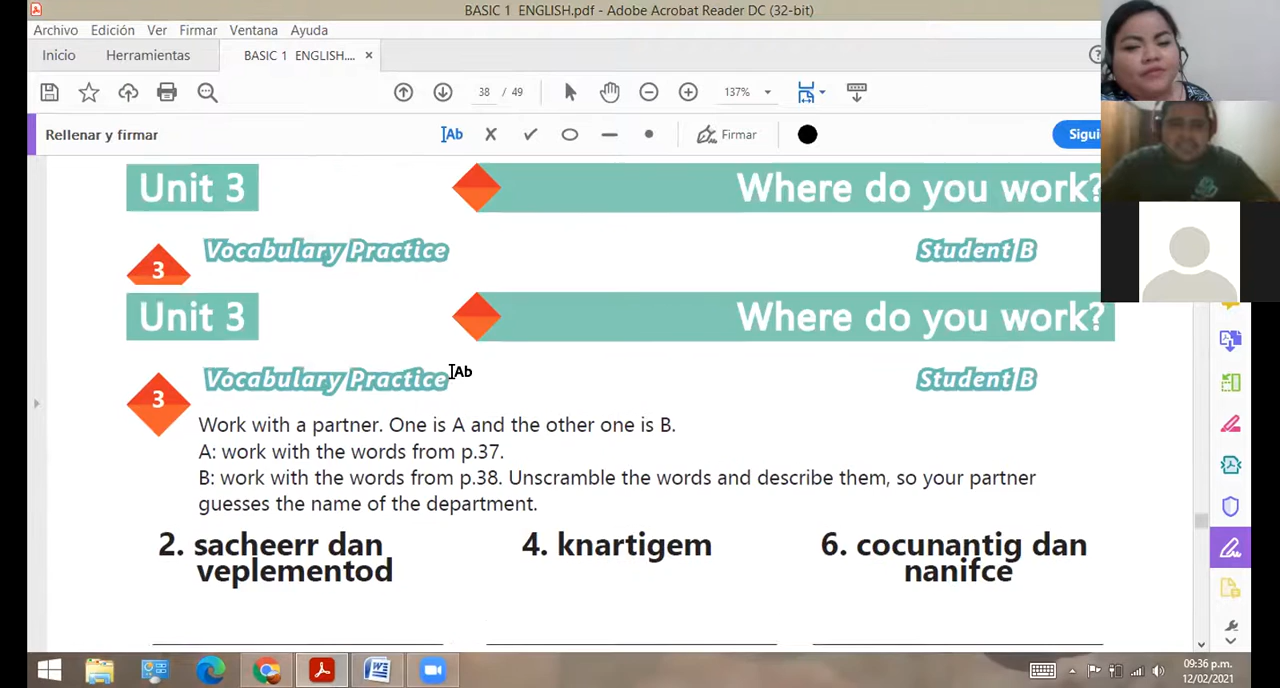 BASIC 1 ENGLISH.pdf - Adobe Acrobat Reader DC (32-bit)
Archivo Edición Ver Firmar Ventana Ayuda
Inicio Herramientas BASIC 1 ENGLISH.... ×
38 / 49 137%
Rellenar y firmar Ab Firmar Sigui
Unit 3 Where do you work?
3 Vocabulary Practice Student B
Unit 3 Where do you work?
3 Vocabulary Practice Ab Student B
Work with a partner. One is A and the other one is B.
A: work with the words from p.37.
B: work with the words from p.38. Unscramble the words and describe them, so your partner
guesses the name of the department.
2. sacheerr dan 4. knartigem 6. cocunantig dan
veplementod nanifce
09:36 p.m.
12/02/2021